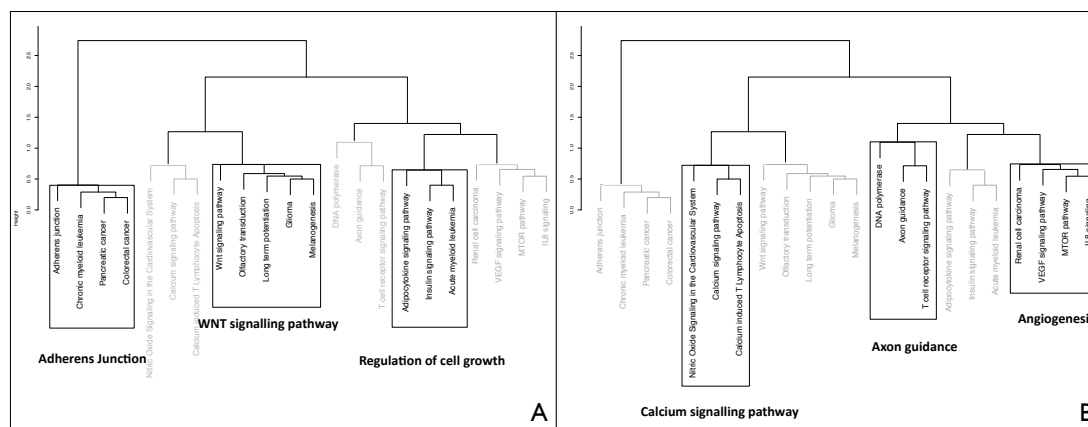 Height
0.0
0.5
1.0
1.5
2.0
2.5
Adherens junction
Chronic myeloid leukemia
Pancreatic cancer
Colorectal cancer
Nitric Oxide Signaling in the Cardiovascular System
Calcium signaling pathway
Calcium induced T Lymphocyte Apoptosis
Wnt signaling pathway
Olfactory transduction
Long term potentiation
Glioma
Melanogenesis
DNA polymerase
Axon guidance
T cell receptor signaling pathway
Adipocytokine signaling pathway
Insulin signaling pathway
Acute myeloid leukemia
Renal cell carcinoma
VEGF signaling pathway
MTOR pathway
IL8 signaling
Adherens Junction
WNT signalling pathway
Regulation of cell growth
A
Height
0.0
0.5
1.0
1.5
2.0
2.5
Adherens junction
Chronic myeloid leukemia
Pancreatic cancer
Colorectal cancer
Nitric Oxide Signaling in the Cardiovascular System
Calcium signaling pathway
Calcium induced T Lymphocyte Apoptosis
Wnt signaling pathway
Olfactory transduction
Long term potentiation
Glioma
Melanogenesis
DNA polymerase
Axon guidance
T cell receptor signaling pathway
Adipocytokine signaling pathway
Insulin signaling pathway
Acute myeloid leukemia
Renal cell carcinoma
VEGF signaling pathway
MTOR pathway
Calcium signalling pathway
Axon guidance
Angiogenesi
B